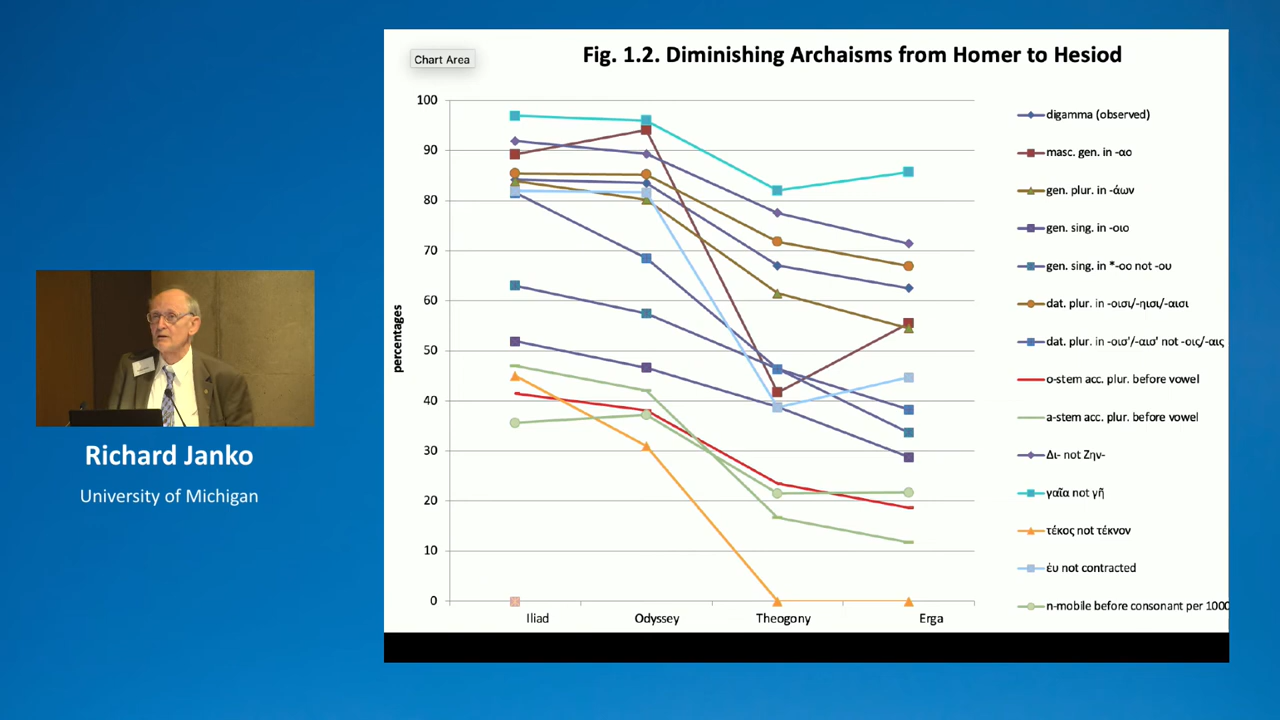 Fig. 1.2. Diminishing Archaisms from Homer to Hesiod
Chart Area
100
90
80
70
60
50
40
30
20
10
0
percentages
Iliad Odyssey Theogony Erga
digamma (observed)
masc. gen. in -αο
gen. plur. in -άων
gen. sing. in -οιο
gen. sing. in *-οο not -ου
dat. plur. in -οισι/-ηισι/-αισι
dat. plur. in -οισ’/-αισ’ not -οις/-αις
o-stem acc. plur. before vowel
a-stem acc. plur. before vowel
Δι- not Ζην-
γαῖα not γῆ
τέκος not τέκνον
ἐυ not contracted
n-mobile before consonant per 1000
Richard Janko
University of Michigan